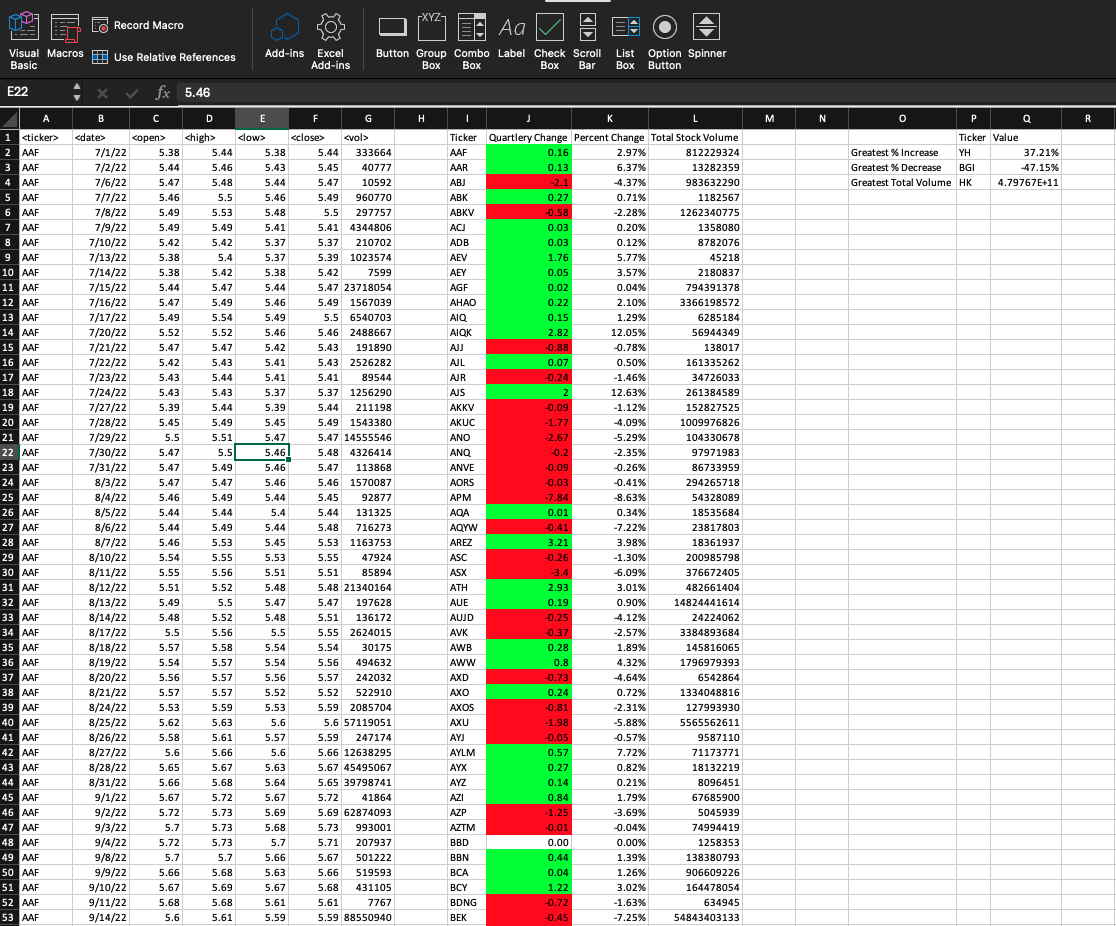 Record Macro
Use Relative References
Visual Basic
Macros
Add-ins
Excel Add-ins
XYZ
Aa
Button
Group Box
Combo Box
Label
Check Box
Scroll Bar
List Box
Option Button
Spinner
E22 fx 5.46
A B C D E F G H I J K L M N O P Q R
1 <ticker> <date> <open> <high> <low> <close> <vol> Ticker Quartlery Change Percent Change Total Stock Volume Ticker Value
2 AAF 7/1/22 5.38 5.44 5.38 5.44 333664 AAF 0.16 2.97% 812229324 Greatest % Increase YH 37.21%
3 AAF 7/2/22 5.44 5.46 5.43 5.45 40777 AAR 0.13 6.37% 13282359 Greatest % Decrease BGI -47.15%
4 AAF 7/6/22 5.47 5.48 5.44 5.47 10592 ABJ -2.1 -4.37% 983632290 Greatest Total Volume HK 4.79767E+11
5 AAF 7/7/22 5.46 5.5 5.46 5.49 960770 ABK 0.27 0.71% 1182567
6 AAF 7/8/22 5.49 5.53 5.48 5.5 297757 ABKV -0.58 -2.28% 1262340775
7 AAF 7/9/22 5.49 5.49 5.41 5.41 4344806 ACJ 0.03 0.20% 1358080
8 AAF 7/10/22 5.42 5.42 5.37 5.37 210702 ADB 0.03 0.12% 8782076
9 AAF 7/13/22 5.38 5.4 5.37 5.39 1023574 AEV 1.76 5.77% 45218
10 AAF 7/14/22 5.38 5.42 5.38 5.42 7599 AEY 0.05 3.57% 2180837
11 AAF 7/15/22 5.44 5.47 5.44 5.47 23718054 AGF 0.02 0.04% 794391378
12 AAF 7/16/22 5.47 5.49 5.46 5.49 1567039 AHAO 0.22 2.10% 3366198572
13 AAF 7/17/22 5.49 5.54 5.49 5.5 6540703 AIQ 0.15 1.29% 6285184
14 AAF 7/20/22 5.52 5.52 5.46 5.46 2488667 AIQK 2.82 12.05% 56944349
15 AAF 7/21/22 5.47 5.47 5.42 5.43 191890 AJJ -0.88 -0.78% 138017
16 AAF 7/22/22 5.42 5.43 5.41 5.43 2526282 AJL 0.07 0.50% 161335262
17 AAF 7/23/22 5.43 5.44 5.41 5.41 89544 AJR -0.24 -1.46% 34726033
18 AAF 7/24/22 5.43 5.43 5.37 5.37 1256290 AJS 2 12.63% 261384589
19 AAF 7/27/22 5.39 5.44 5.39 5.44 211198 AKKV -0.09 -1.12% 152827525
20 AAF 7/28/22 5.45 5.49 5.45 5.49 1543380 AKUC -1.77 -4.09% 1009976826
21 AAF 7/29/22 5.5 5.51 5.47 5.47 14555546 ANO -2.67 -5.29% 104330678
22 AAF 7/30/22 5.47 5.5 5.46 5.48 4326414 ANQ -0.2 -2.35% 97971983
23 AAF 7/31/22 5.47 5.49 5.46 5.47 113868 ANVE -0.09 -0.26% 86733959
24 AAF 8/3/22 5.47 5.47 5.46 5.46 1570087 AORS -0.03 -0.41% 294265718
25 AAF 8/4/22 5.46 5.49 5.44 5.45 92877 APM -7.84 -8.63% 54328089
26 AAF 8/5/22 5.44 5.44 5.4 5.44 131325 AQA 0.01 0.34% 18535684
27 AAF 8/6/22 5.44 5.49 5.44 5.48 716273 AQYW -0.41 -7.22% 23817803
28 AAF 8/7/22 5.46 5.53 5.45 5.53 1163753 AREZ 3.21 3.98% 18361937
29 AAF 8/10/22 5.54 5.55 5.53 5.55 47924 ASC -0.26 -1.30% 200985798
30 AAF 8/11/22 5.55 5.56 5.51 5.51 85894 ASX -3.4 -6.09% 376672405
31 AAF 8/12/22 5.51 5.52 5.48 5.48 21340164 ATH 2.93 3.01% 482661404
32 AAF 8/13/22 5.49 5.5 5.47 5.47 197628 AUE 0.19 0.90% 14824441614
33 AAF 8/14/22 5.48 5.52 5.48 5.51 136172 AUJD -0.25 -4.12% 24224062
34 AAF 8/17/22 5.5 5.56 5.5 5.55 2624015 AVK -0.37 -2.57% 3384893684
35 AAF 8/18/22 5.57 5.58 5.54 5.54 30175 AWB 0.28 1.89% 145816065
36 AAF 8/19/22 5.54 5.57 5.54 5.56 494632 AWW 0.8 4.32% 1796979393
37 AAF 8/20/22 5.56 5.57 5.56 5.57 242032 AXD -0.73 -4.64% 6542864
38 AAF 8/21/22 5.57 5.57 5.52 5.52 522910 AXO 0.24 0.72% 1334048816
39 AAF 8/24/22 5.53 5.59 5.53 5.59 2085704 AXOS -0.81 -2.31% 127993930
40 AAF 8/25/22 5.62 5.63 5.6 5.6 57119051 AXU -1.98 -5.88% 5565562611
41 AAF 8/26/22 5.58 5.61 5.57 5.59 247174 AYJ -0.05 -0.57% 9587110
42 AAF 8/27/22 5.6 5.66 5.6 5.66 12638295 AYLM 0.57 7.72% 71173771
43 AAF 8/28/22 5.65 5.67 5.63 5.67 45495067 AYX 0.27 0.82% 18132219
44 AAF 8/31/22 5.66 5.68 5.64 5.65 39798741 AYZ 0.14 0.21% 8096451
45 AAF 9/1/22 5.67 5.72 5.67 5.72 41864 AZI 0.84 1.79% 67685900
46 AAF 9/2/22 5.72 5.73 5.69 5.69 62874093 AZP -1.25 -3.69% 5045939
47 AAF 9/3/22 5.7 5.73 5.68 5.73 993001 AZTM -0.01 -0.04% 74994419
48 AAF 9/4/22 5.72 5.73 5.7 5.71 207937 BBD 0.00 0.00% 1258353
49 AAF 9/8/22 5.7 5.7 5.66 5.67 501222 BBN 0.44 1.39% 138380793
50 AAF 9/9/22 5.66 5.68 5.63 5.66 519593 BCA 0.04 1.26% 906609226
51 AAF 9/10/22 5.67 5.69 5.67 5.68 431105 BCY 1.22 3.02% 164478054
52 AAF 9/11/22 5.68 5.68 5.61 5.61 7767 BDNG -0.72 -1.63% 634945
53 AAF 9/14/22 5.6 5.61 5.59 5.59 88550940 BEK -0.45 -7.25% 54843403133